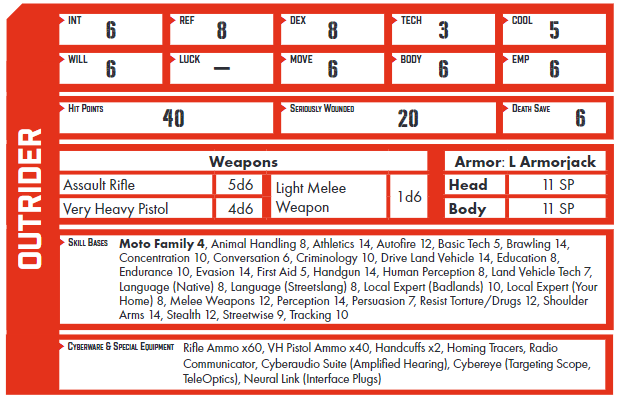 OUTRIDER
INT 6 REF 8 DEX 8 TECH 3 COOL 5
WILL 6 LUCK — MOVE 6 BODY 6 EMP 6
HIT POINTS 40 SERIOUSLY WOUNDED 20 DEATH SAVE 6
Weapons
Assault Rifle 5d6
Very Heavy Pistol 4d6
Light Melee
Weapon
1d6
Armor: L Armorjack
Head 11 SP
Body 11 SP
SKILL BASES Moto Family 4, Animal Handling 8, Athletics 14, Autofire 12, Basic Tech 5, Brawling 14,
Concentration 10, Conversation 6, Criminology 10, Drive Land Vehicle 14, Education 8,
Endurance 10, Evasion 14, First Aid 5, Handgun 14, Human Perception 8, Land Vehicle Tech 7,
Language (Native) 8, Language (Streetslang) 8, Local Expert (Badlands) 10, Local Expert (Your
Home) 8, Melee Weapons 12, Perception 14, Persuasion 7, Resist Torture/Drugs 12, Shoulder
Arms 14, Stealth 12, Streetwise 9, Tracking 10
CYBERWARE & SPECIAL EQUIPMENT Rifle Ammo x60, VH Pistol Ammo x40, Handcuffs x2, Homing Tracers, Radio
Communicator, Cyberaudio Suite (Amplified Hearing), Cybereye (Targeting Scope,
TeleOptics), Neural Link (Interface Plugs)